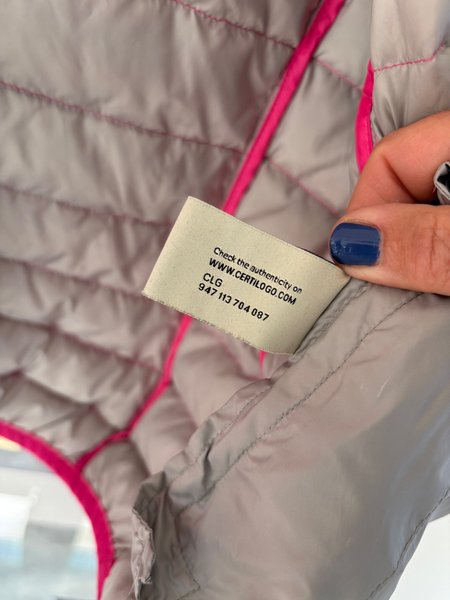 Check the authenticity on
WWW.CERTILOGO.COM
CLG
947 113 704 087